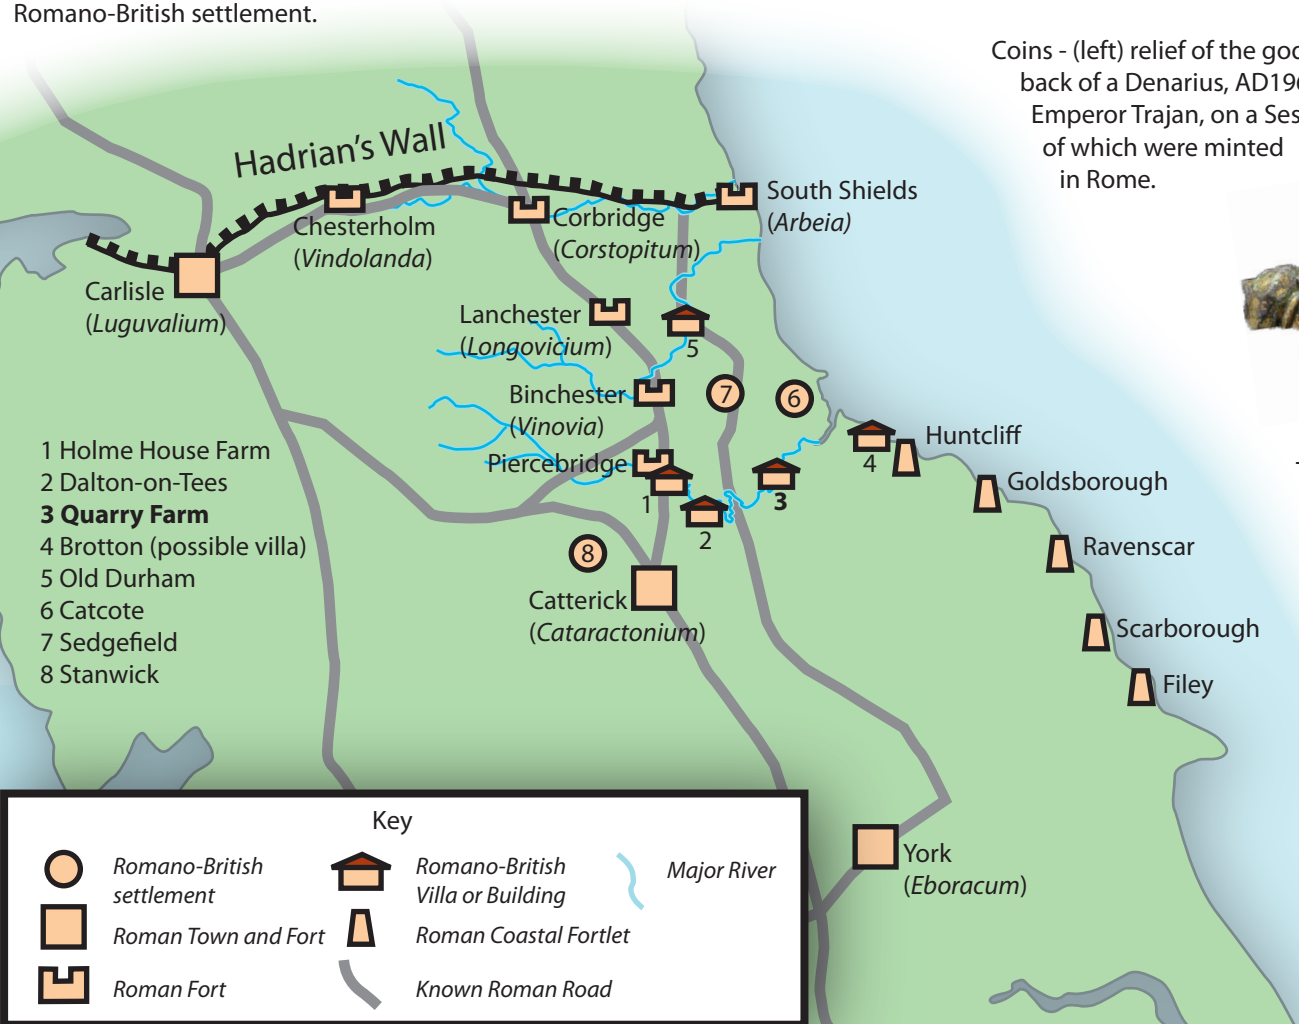 Romano-British settlement.
Coins - (left) relief of the
back of a Denarius,
Emperor Trajan, on a
of which were minted
in Rome.
Hadrian's Wall
South Shields
(Arbeia)
Chesterholm
(Vindolanda)
Corbridge
(Corstopitum)
Carlisle
(Luguvalium)
Lanchester
(Longovicium)
5
Binchester
(Vinovia)
7
6
Piercebridge
1
2
3
4
Huntcliff
Goldsborough
Ravenscar
Scarborough
Filey
8
Catterick
(Cataractonium)
1 Holme House Farm
2 Dalton-on-Tees
3 Quarry Farm
4 Brotton (possible villa)
5 Old Durham
6 Catcote
7 Sedgefield
8 Stanwick
York
(Eboracum)
Key
Romano-British
settlement
Roman Town and Fort
Roman Fort
Romano-British
Villa or Building
Roman Coastal Fortlet
Known Roman Road
Major River